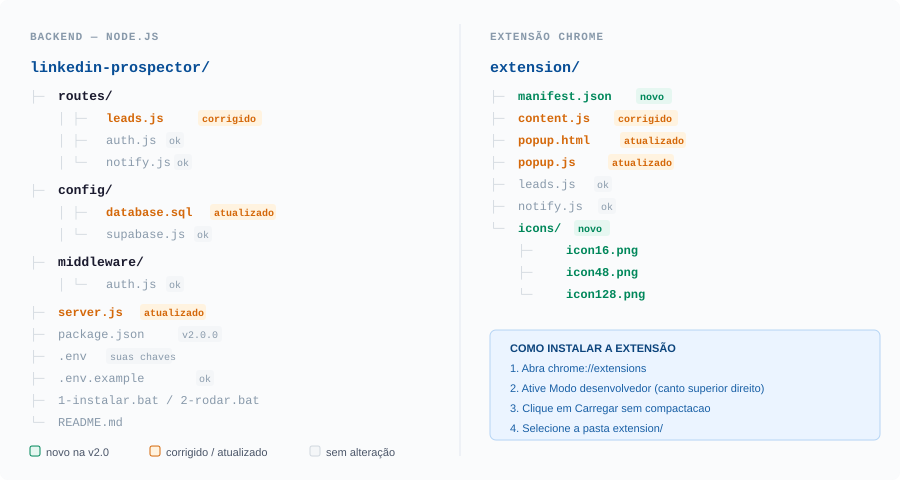 BACKEND — NODE.JS
linkedin-prospector/
├─ routes/
│ ├─ leads.js corrigido
│ ├─ auth.js ok
│ └─ notify.js ok
├─ config/
│ ├─ database.sql atualizado
│ └─ supabase.js ok
├─ middleware/
│ └─ auth.js ok
├─ server.js atualizado
├─ package.json v2.0.0
├─ .env suas chaves
├─ .env.example ok
├─ 1-instalar.bat / 2-rodar.bat
└─ README.md
novo na v2.0 corrigido / atualizado sem alteração
EXTENSÃO CHROME
extension/
├─ manifest.json novo
├─ content.js corrigido
├─ popup.html atualizado
├─ popup.js atualizado
├─ leads.js ok
├─ notify.js ok
└─ icons/ novo
├─ icon16.png
├─ icon48.png
└─ icon128.png
COMO INSTALAR A EXTENSÃO
1. Abra chrome://extensions
2. Ative Modo desenvolvedor (canto superior direito)
3. Clique em Carregar sem compactacao
4. Selecione a pasta extension/